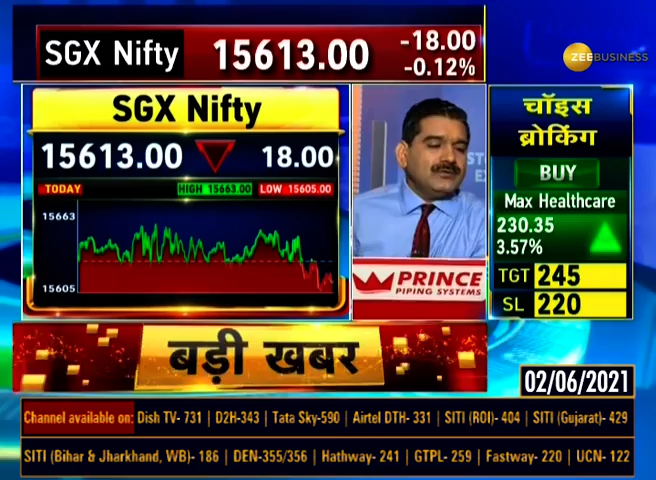 SGX Nifty 15613.00 -18.00
-0.12%
ZEE BUSINESS
SGX Nifty
15613.00 18.00
TODAY HIGH 15663.00 LOW 15605.00
15663
15605
PRINCE
PIPING SYSTEMS
चॉइस
ब्रोकिंग
BUY
Max Healthcare
230.35
3.57%
TGT 245
SL 220
बड़ी खबर
02/06/2021
Channel available on: Dish TV- 731 | D2H-343 | Tata Sky-590 | Airtel DTH- 331 | SITI (ROI)- 404 | SITI (Gujarat)- 429
SITI (Bihar & Jharkhand, WB)- 186 | DEN-355/356 | Hathway- 241 | GTPL- 259 | Fastway- 220 | UCN- 122